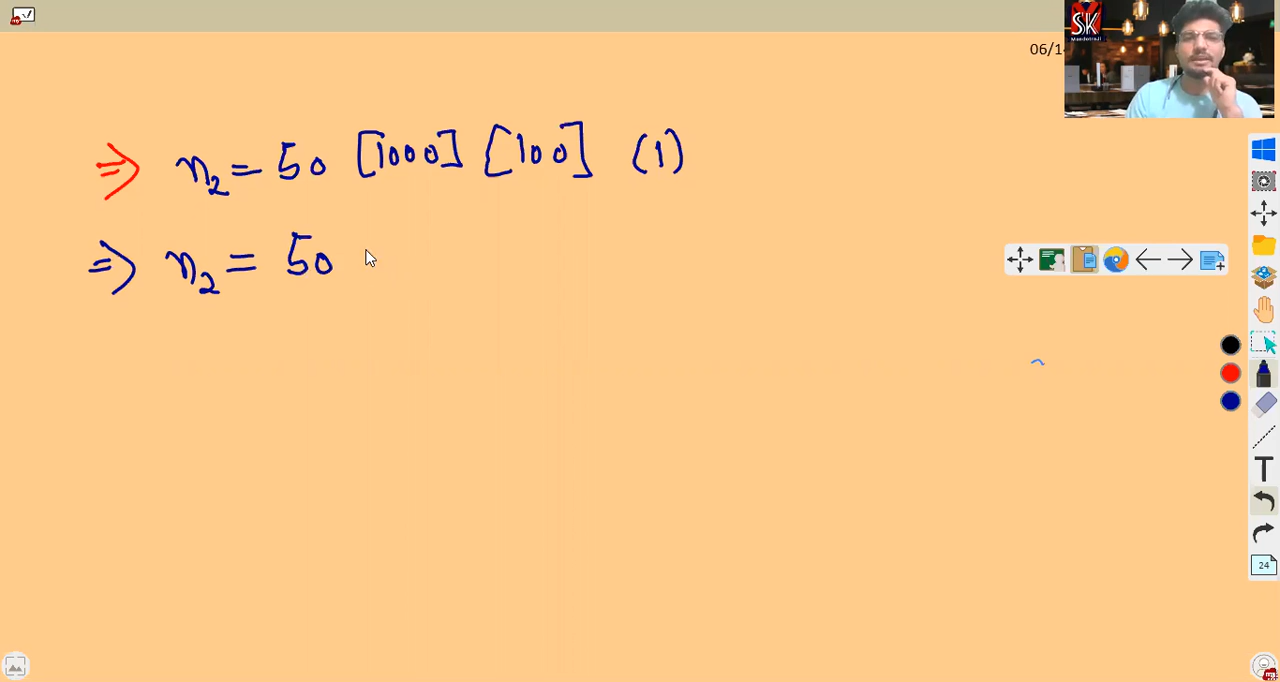 06/1
SK
⇒ n₂ = 50 [1000] [100] (1)
⇒ n₂ = 50
T
24